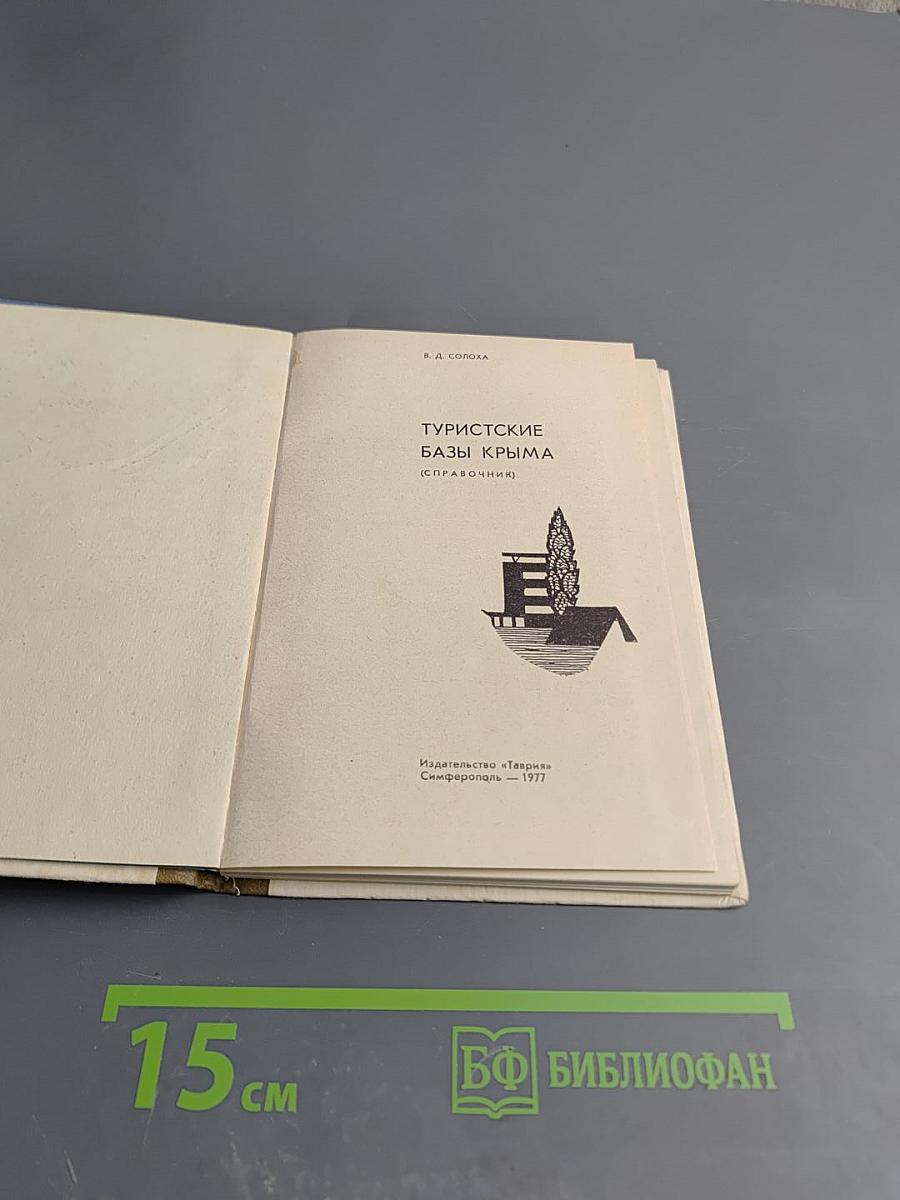 В. Д. СОЛОХА
ТУРИСТСКИЕ
БАЗЫ КРЫМА
(СПРАВОЧНИК)
Издательство «Таврия»
Симферополь — 1977
15 см
БФ БИБЛИОФАН